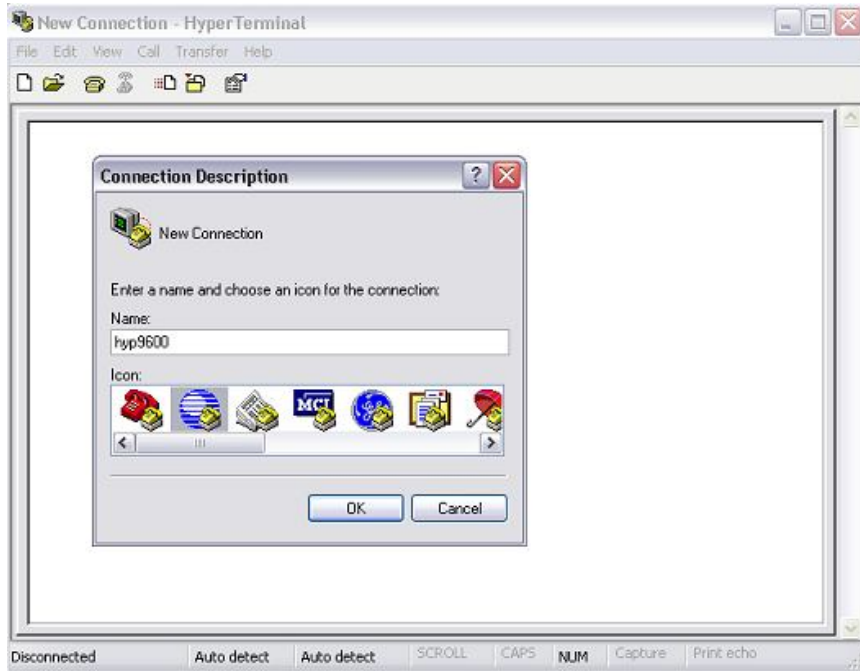 New Connection - HyperTerminal
File Edit View Call Transfer Help
Connection Description
New Connection
Enter a name and choose an icon for the connection:
Name:
hyp9600
Icon:
MCI
OK Cancel
Disconnected Auto detect Auto detect SCROLL CAPS NUM Capture Print echo